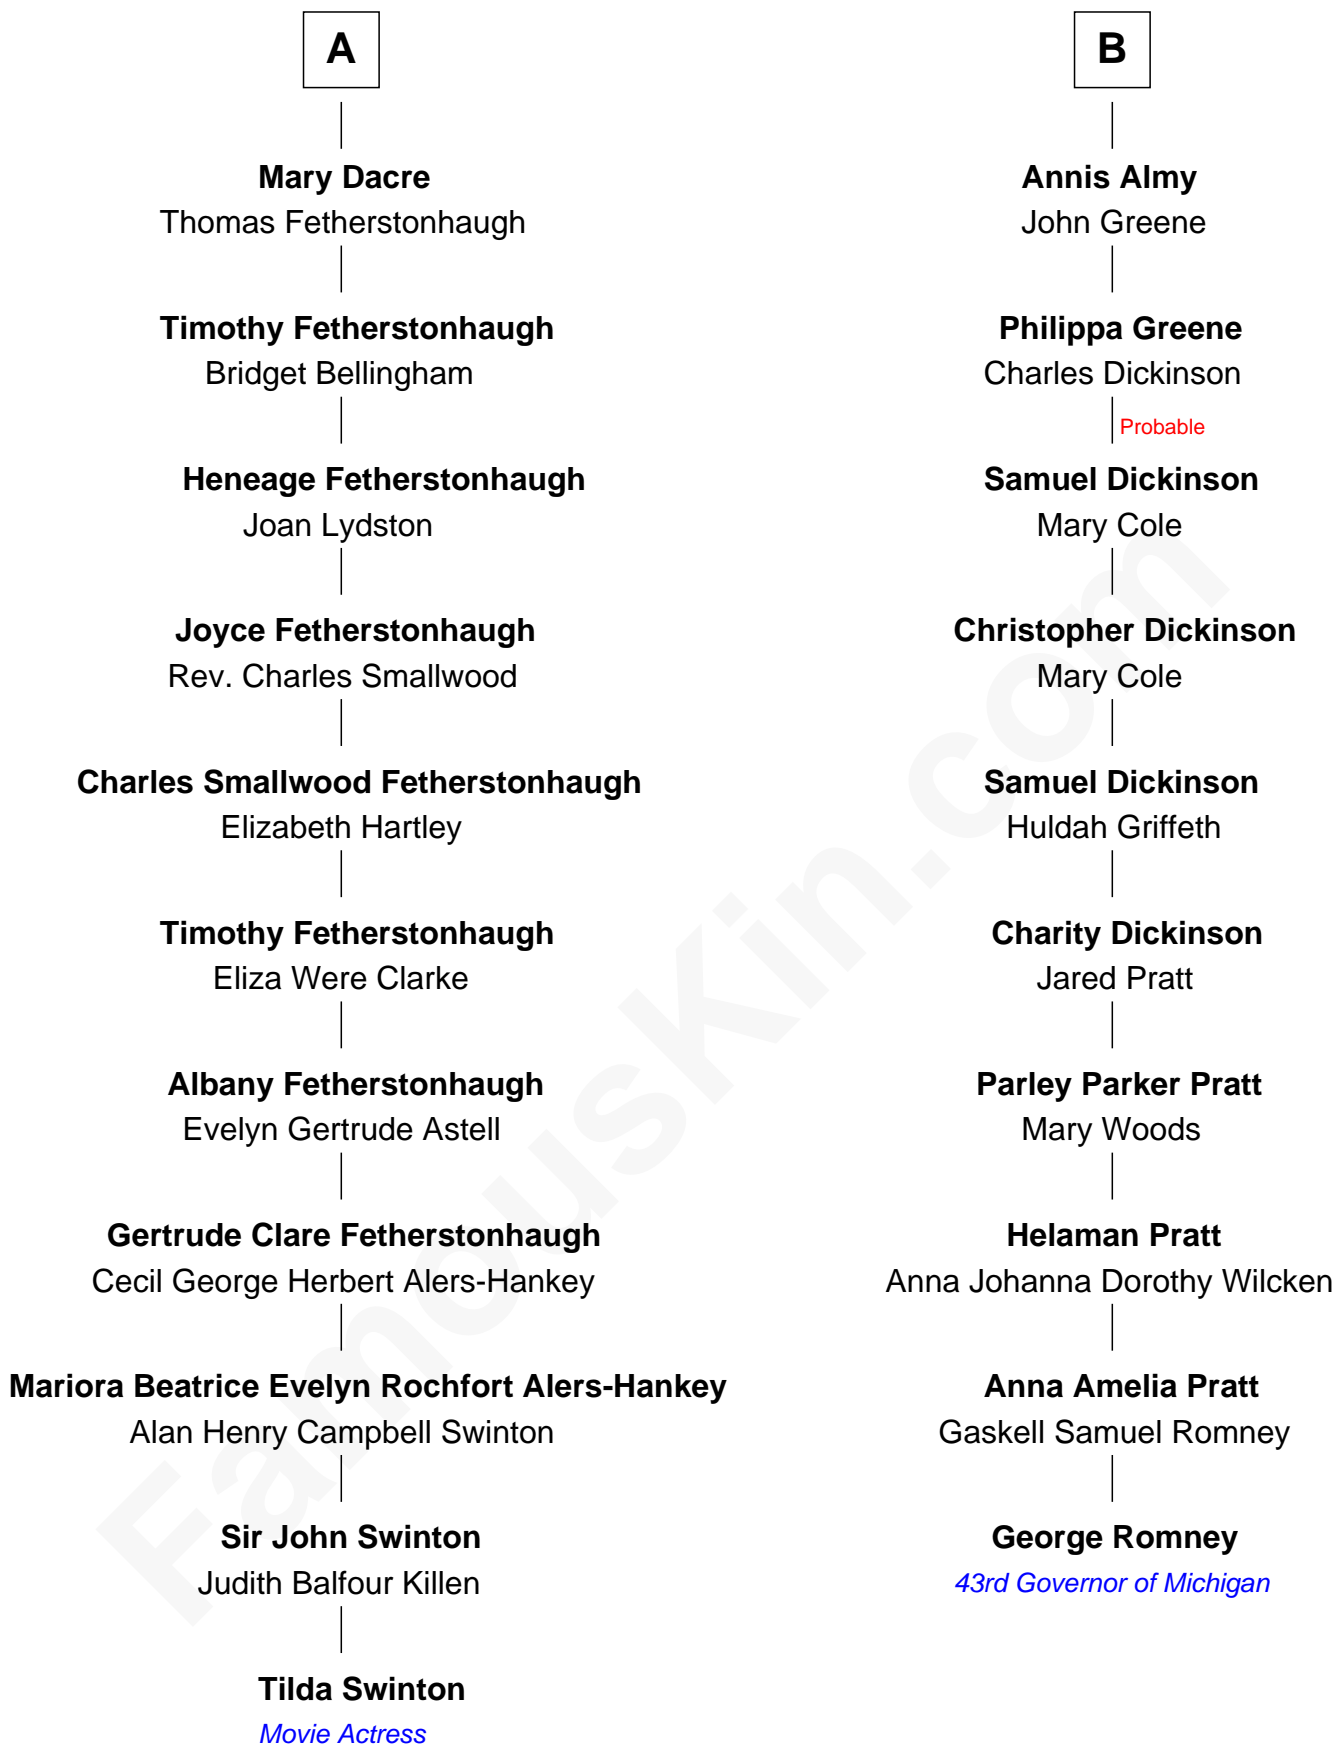 A
Mary Dacre
Thomas Fetherstonhaugh
Timothy Fetherstonhaugh
Bridget Bellingham
Heneage Fetherstonhaugh
Joan Lydston
Joyce Fetherstonhaugh
Rev. Charles Smallwood
Charles Smallwood Fetherstonhaugh
Elizabeth Hartley
Timothy Fetherstonhaugh
Eliza Were Clarke
Albany Fetherstonhaugh
Evelyn Gertrude Astell
Gertrude Clare Fetherstonhaugh
Cecil George Herbert Alers-Hankey
Mariora Beatrice Evelyn Rochfort Alers-Hankey
Alan Henry Campbell Swinton
Sir John Swinton
Judith Balfour Killen
Tilda Swinton
Movie Actress
B
Annis Almy
John Greene
Philippa Greene
Charles Dickinson
Probable
Samuel Dickinson
Mary Cole
Christopher Dickinson
Mary Cole
Samuel Dickinson
Huldah Griffeth
Charity Dickinson
Jared Pratt
Parley Parker Pratt
Mary Woods
Helaman Pratt
Anna Johanna Dorothy Wilcken
Anna Amelia Pratt
Gaskell Samuel Romney
George Romney
43rd Governor of Michigan
FamousKin.com